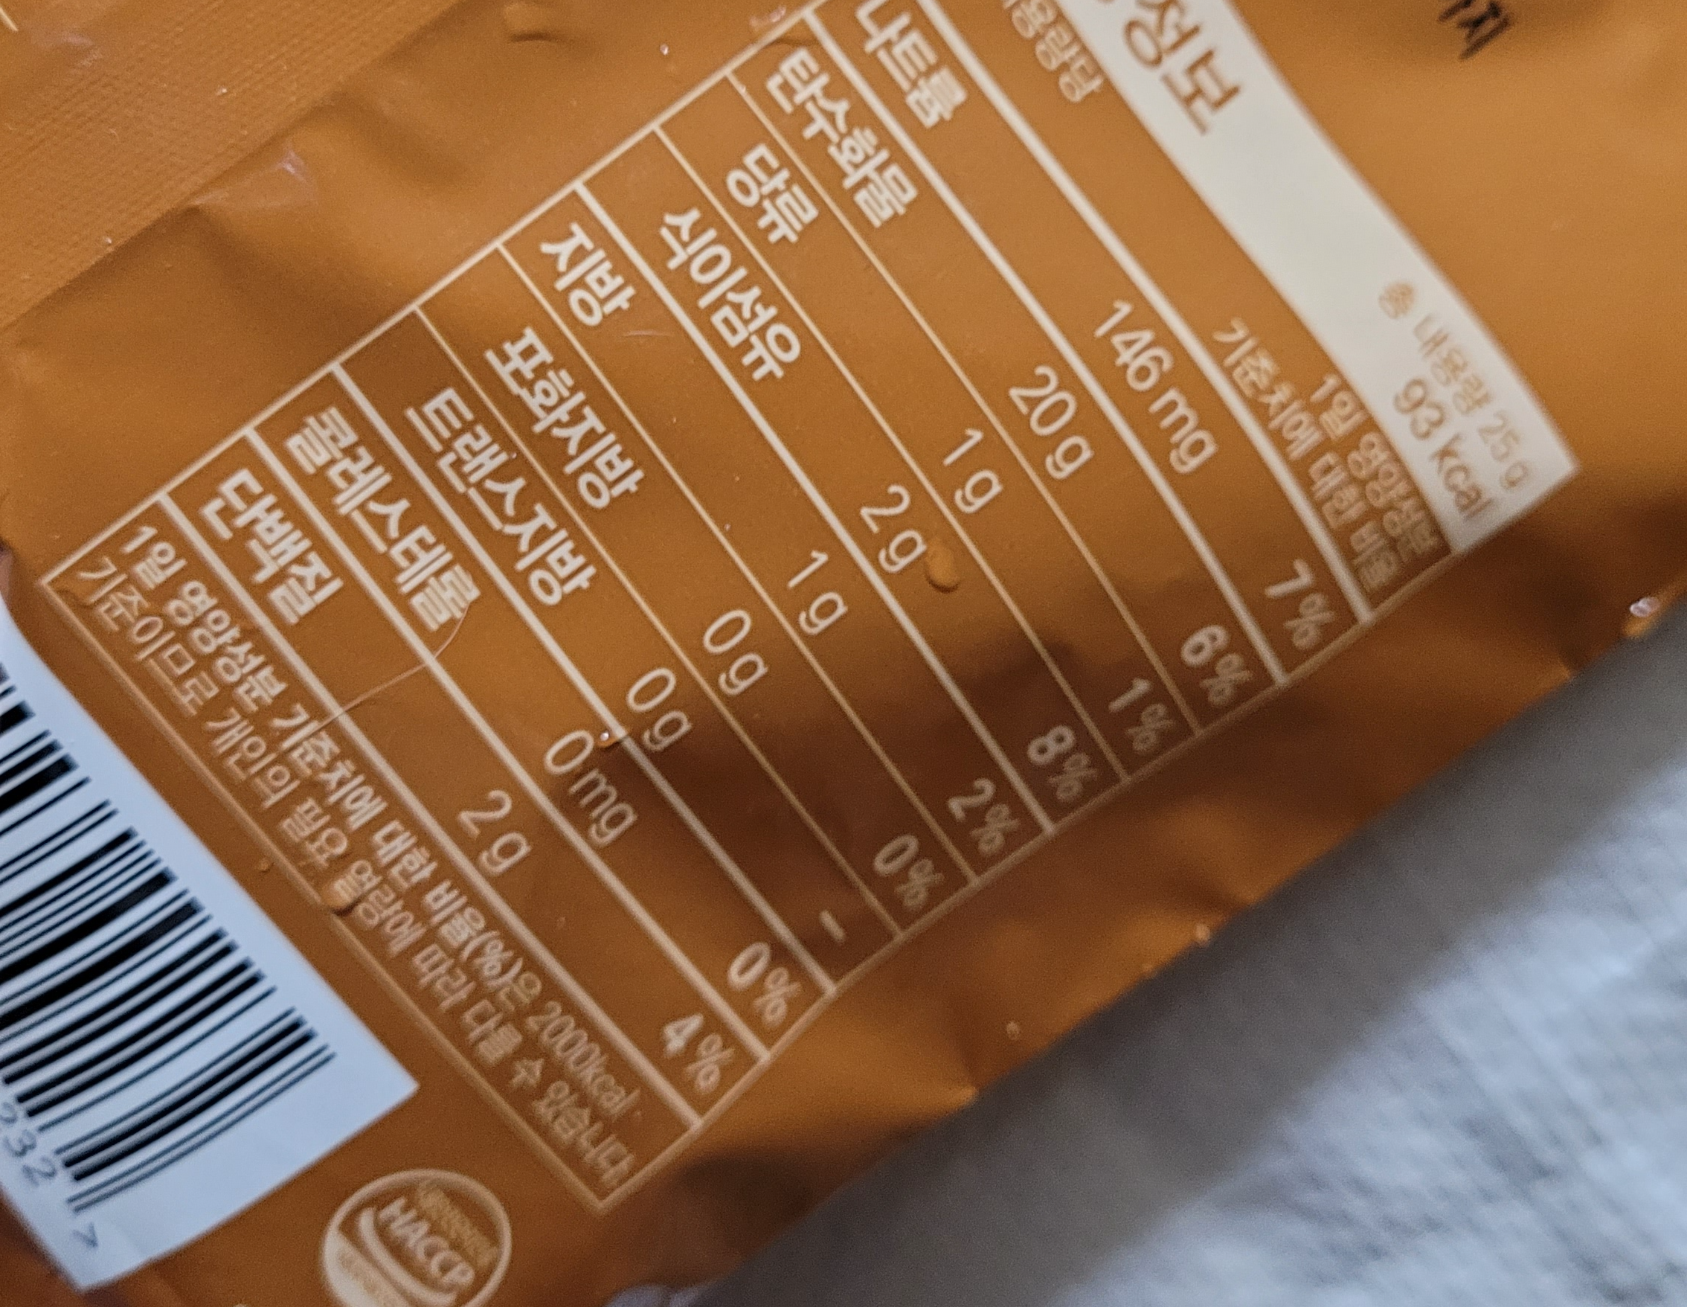 정보
총 내용량 25 g
93 kcal
용량당
1일 영양성분
기준치에 대한 비율
나트륨 146 mg 7 %
탄수화물 20 g 6 %
당류 1 g 1 %
식이섬유 2 g 8 %
지방 1 g 2 %
포화지방 0 g 0 %
트랜스지방 0 g -
콜레스테롤 0 mg 0 %
단백질 2 g 4 %
1일 영양성분 기준치에 대한 비율(%)은 2000kcal
기준이므로 개인의 필요 열량에 따라 다를 수 있습니다
232 7
HACCP